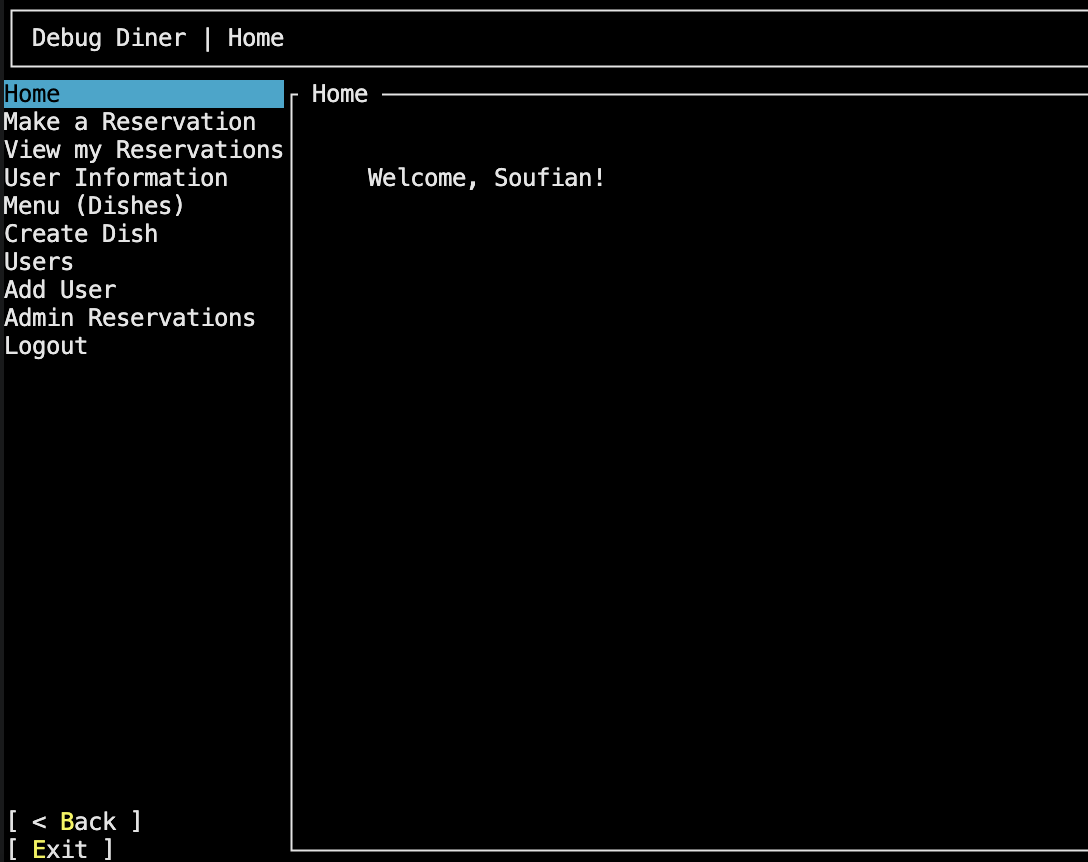 Debug Diner | Home
Home
Make a Reservation
View my Reservations
User Information
Menu (Dishes)
Create Dish
Users
Add User
Admin Reservations
Logout
[ < Back ]
[ Exit ]
Home
Welcome, Soufian!